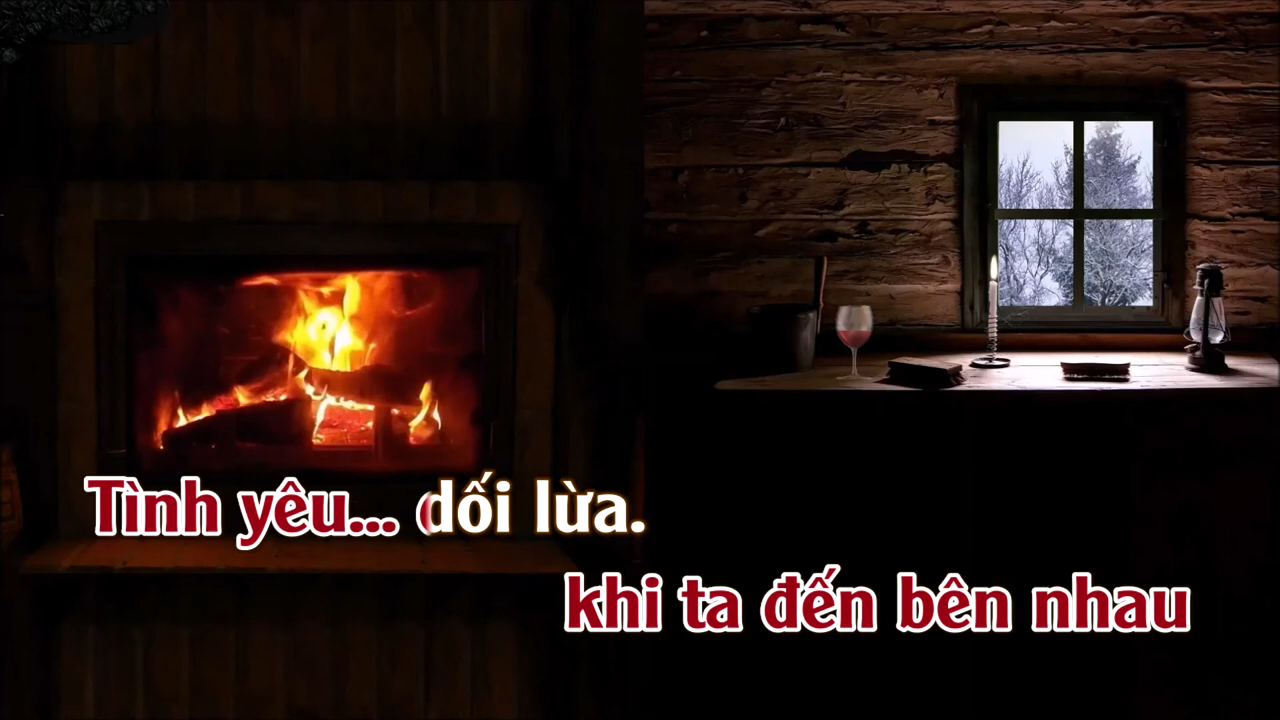 Tình yêu... dối lừa.
khi ta đến bên nhau